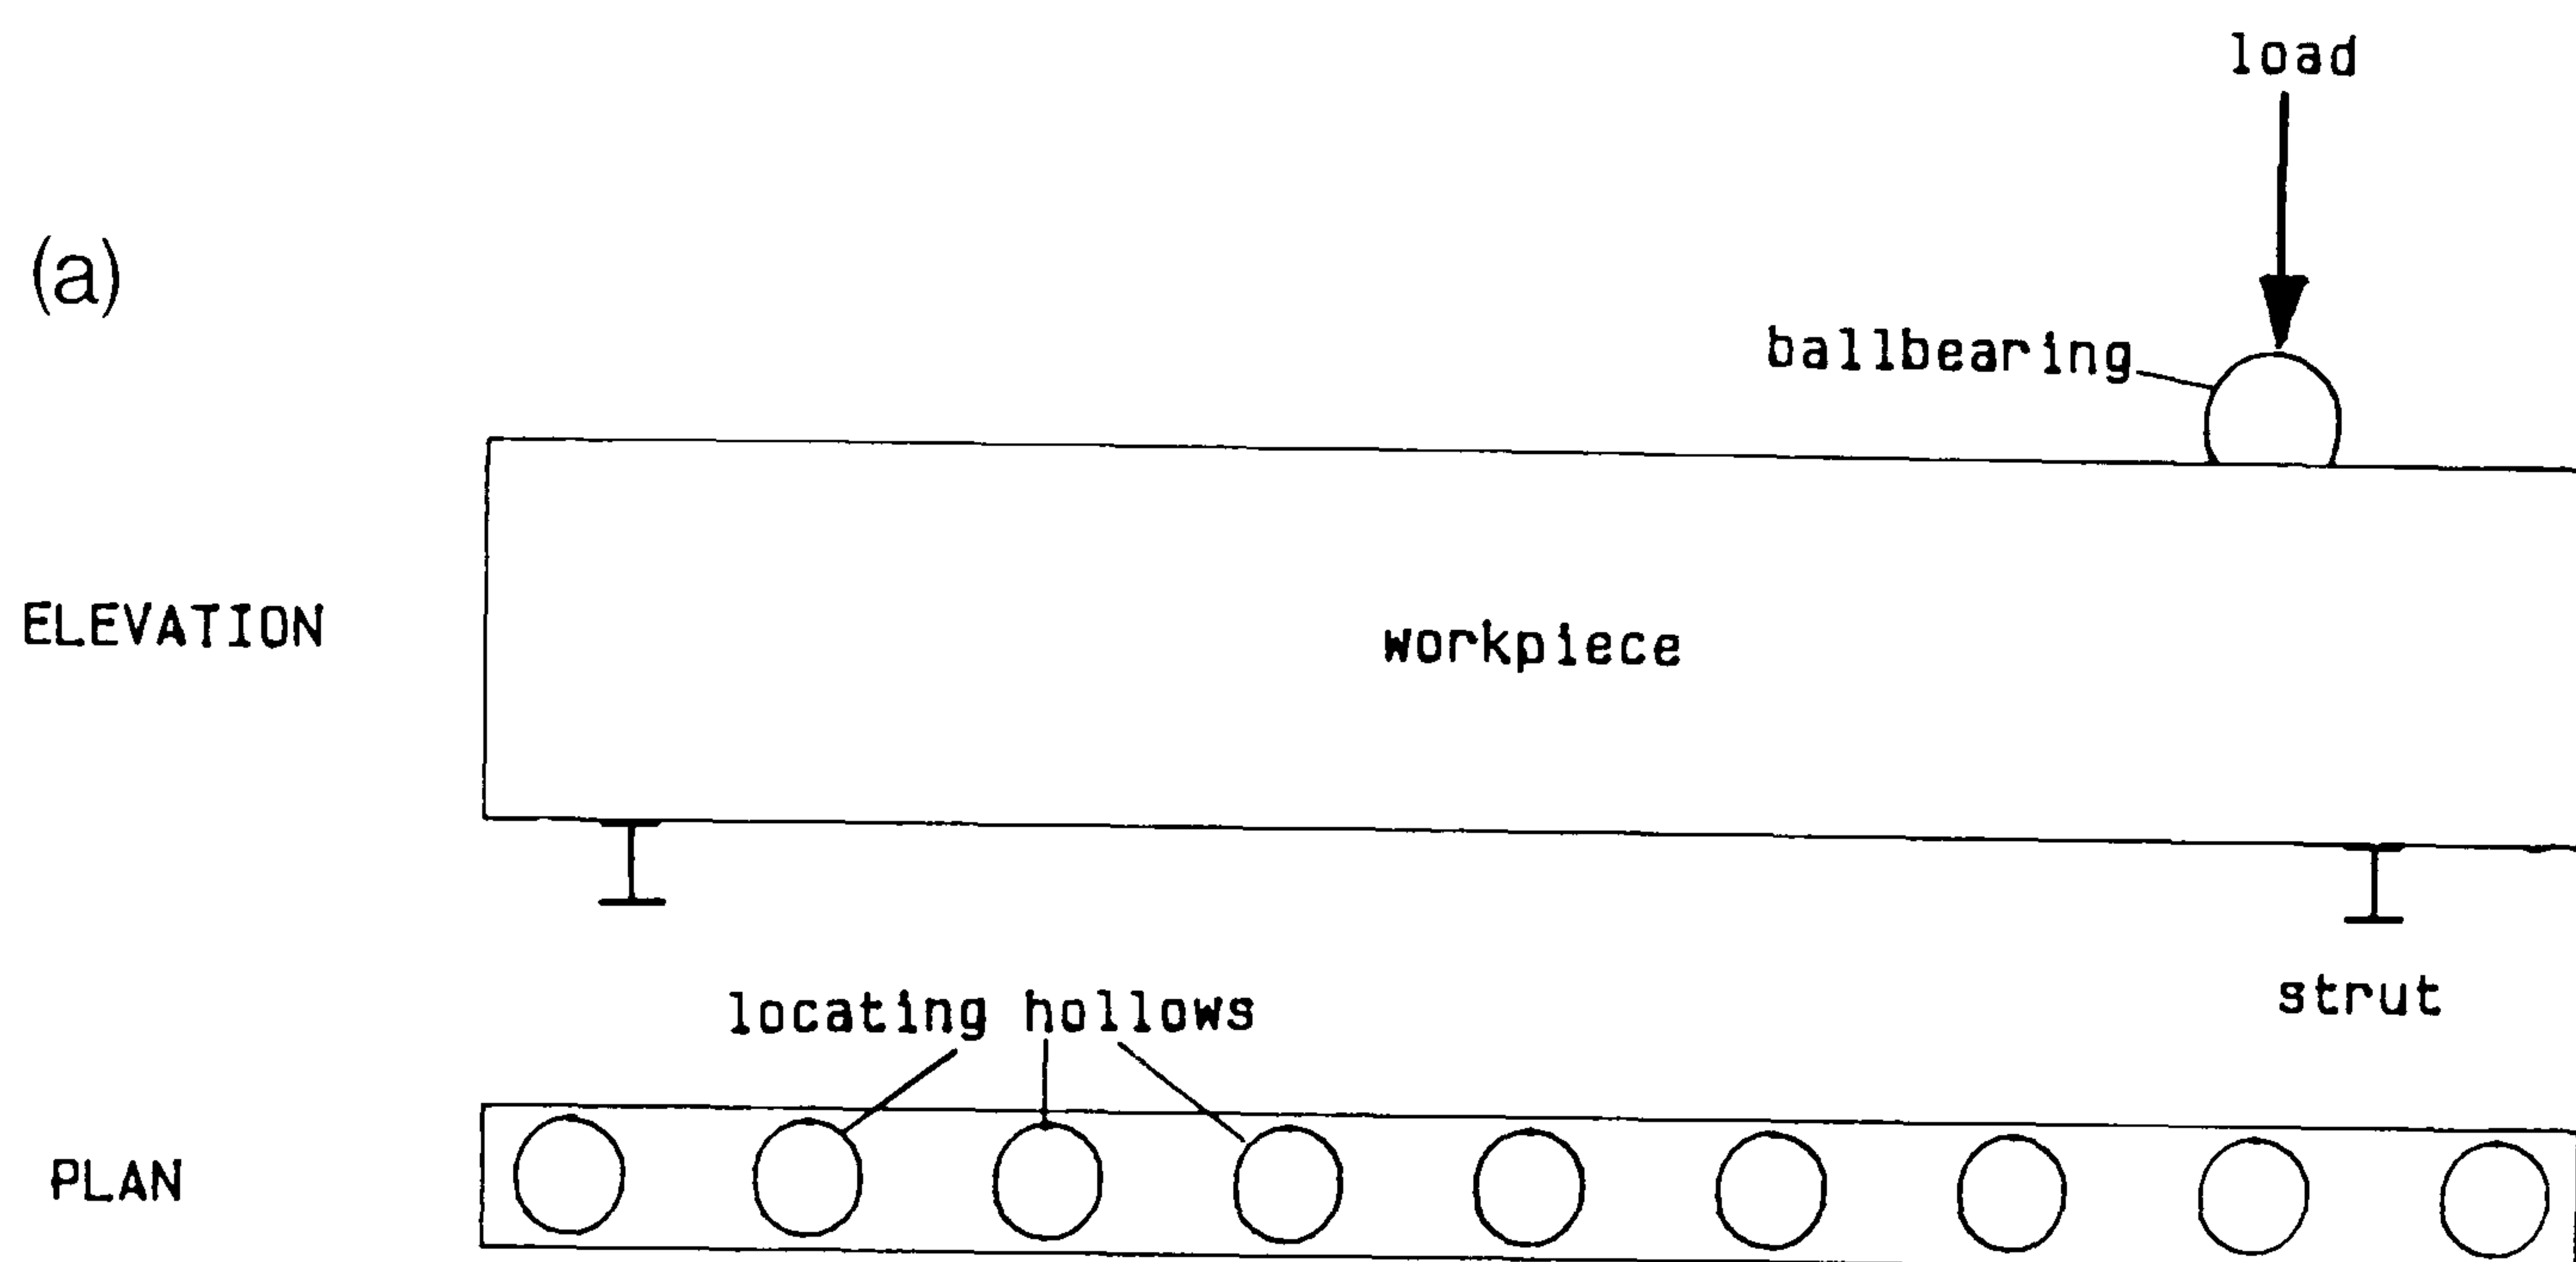 load
(a)
ballbearing
ELEVATION
workpiece
strut
locating hollows
PLAN